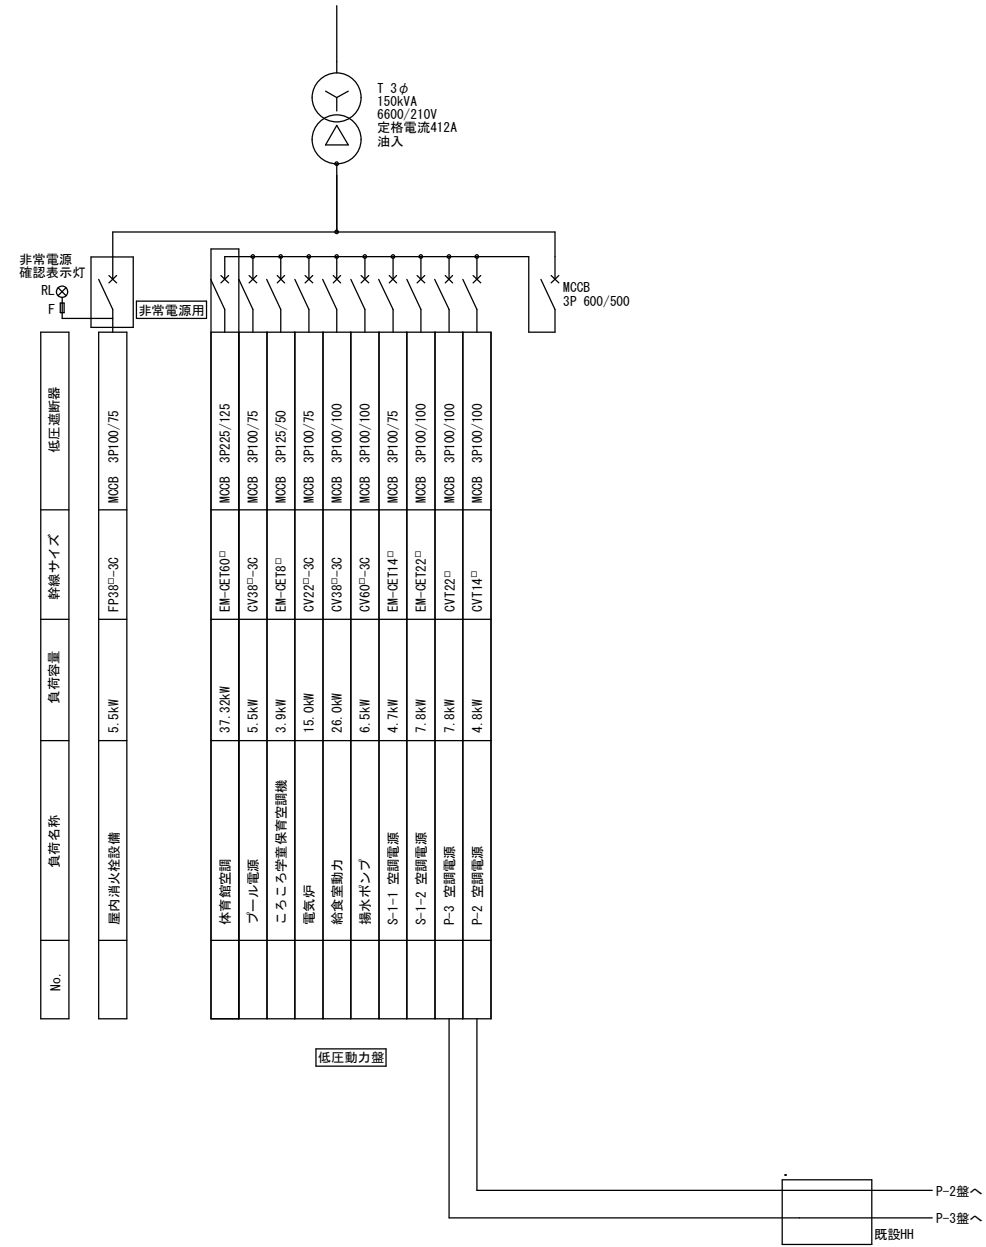 T 3φ
150kVA
6600/210V
定格電流412A
油入
非常電源
確認表示灯
RL
F
非常電源用
MCCB
3P 600/500
低圧遮断器
MCCB 3P100/75
MCCB 3P225/125
MCCB 3P100/75
MCCB 3P125/50
MCCB 3P100/75
MCCB 3P100/100
MCCB 3P100/100
MCCB 3P100/75
MCCB 3P100/100
MCCB 3P100/100
MCCB 3P100/100
幹線サイズ
FP38□-3C
EM-CET60□
CV38□-3C
EM-CET8□
CV22□-3C
CV38□-3C
CV60□-3C
EM-CET14□
EM-CET22□
CVT22□
CVT14□
負荷容量
5.5kW
37.32kW
5.5kW
3.9kW
15.0kW
26.0kW
6.5kW
4.7kW
7.8kW
7.8kW
4.8kW
負荷名称
屋内消火栓設備
体育館空調
プール電源
ころころ学童保育空調機
電気炉
給食室動力
揚水ポンプ
S-1-1 空調電源
S-1-2 空調電源
P-3 空調電源
P-2 空調電源
No.
低圧動力盤
P-2盤へ
P-3盤へ
既設HH